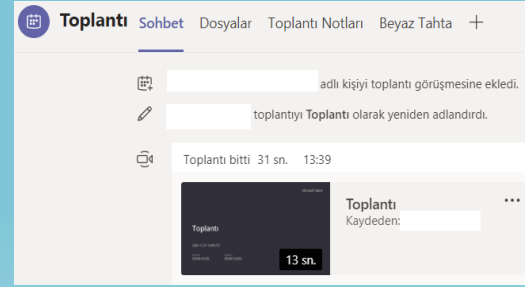 Toplantı Sohbet Dosyalar Toplantı Notları Beyaz Tahta
adlı kişiyi toplantı görüşmesine ekledi.
toplantıyı Toplantı olarak yeniden adlandırdı.
Toplantı bitti 31 sn. 13:39
Toplantı
Toplantı
Kaydeden:
13 sn.